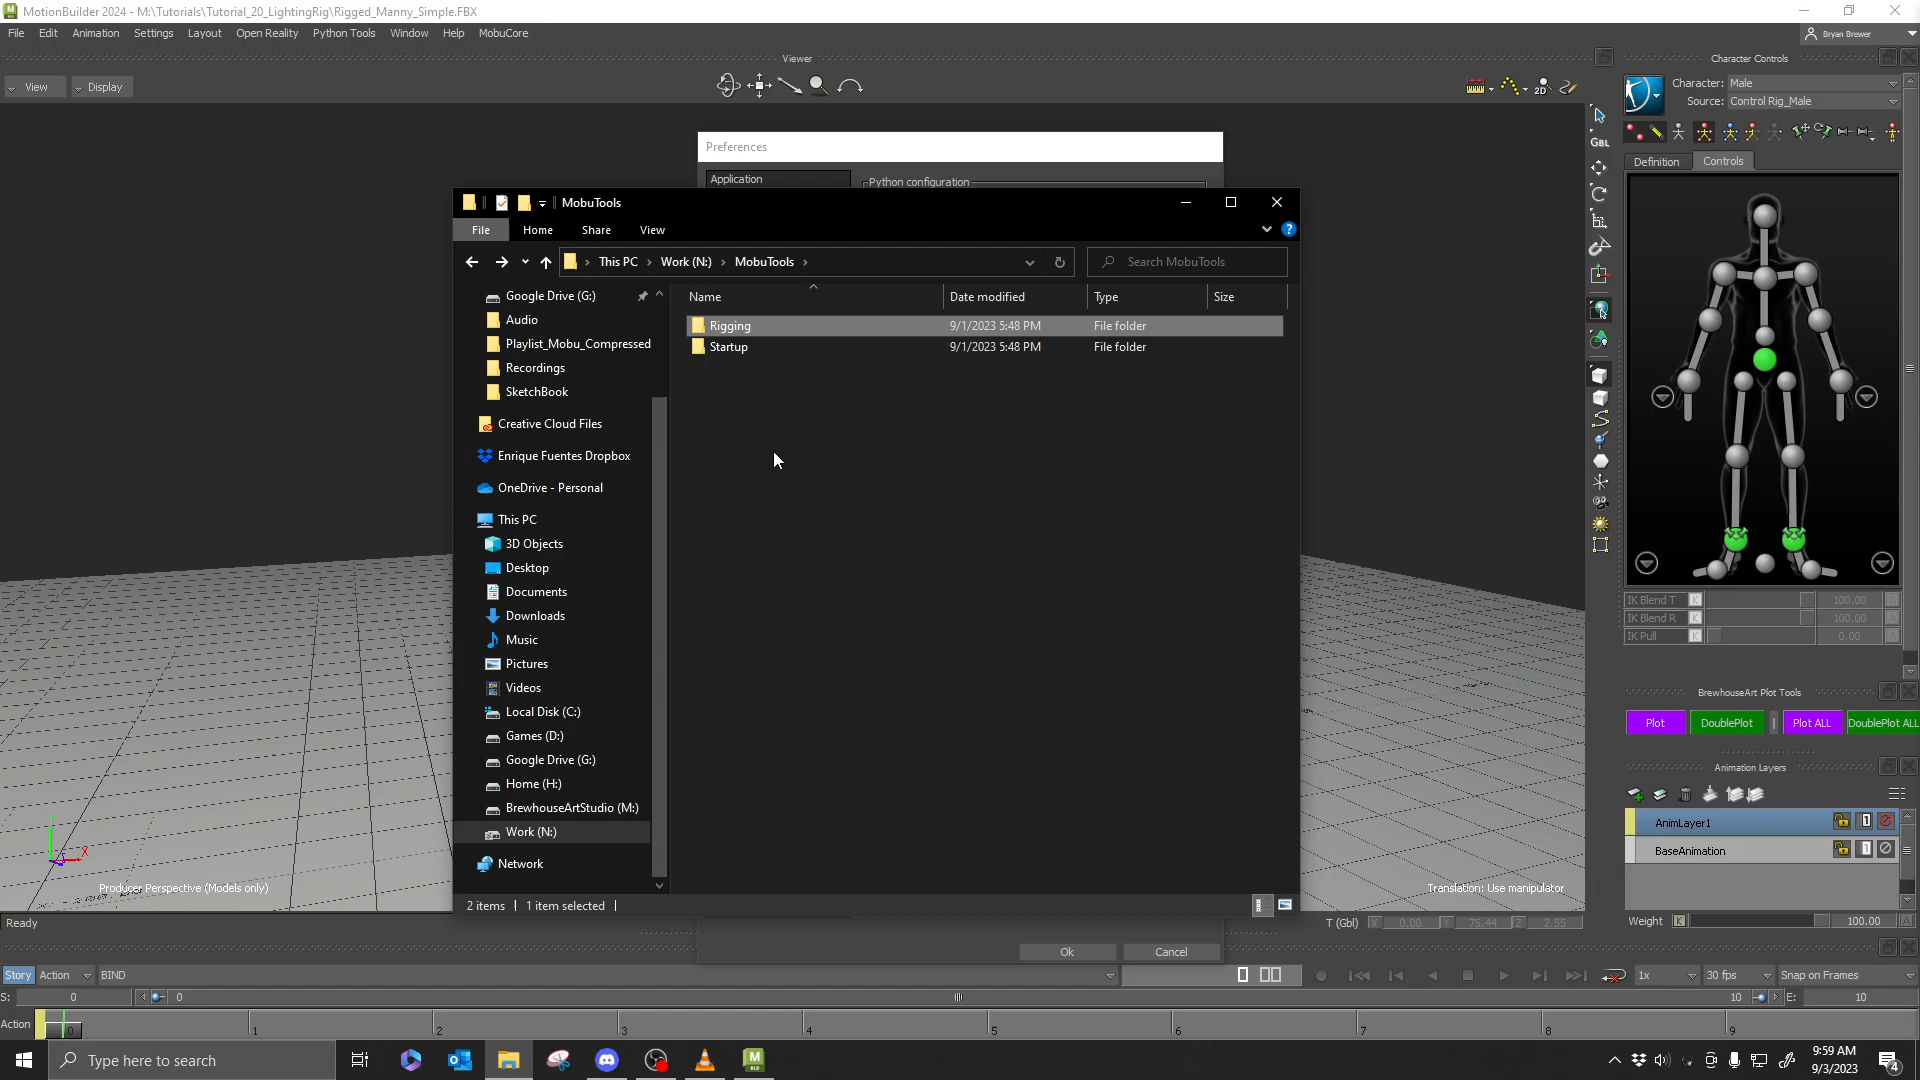 MotionBuilder 2024 - M:\Tutorials\Tutorial_20_LightingRig\Rigged_Manny_Simple.FBX
File Edit Animation Settings Layout Open Reality Python Tools Window Help MobuCore
Bryan Brewer
Viewer
Character Controls
View Display
2D
Character: Male
Source: Control Rig_Male
GBL
Definition Controls
Preferences
Application
Python configuration
MobuTools
File Home Share View
This PC Work (N:) MobuTools
Search MobuTools
Name Date modified Type Size
Rigging 9/1/2023 5:48 PM File folder
Startup 9/1/2023 5:48 PM File folder
Google Drive (G:)
Audio
Playlist_Mobu_Compressed
Recordings
SketchBook
Creative Cloud Files
Enrique Fuentes Dropbox
OneDrive - Personal
This PC
3D Objects
Desktop
Documents
Downloads
Music
Pictures
Videos
Local Disk (C:)
Games (D:)
Google Drive (G:)
Home (H:)
BrewhouseArtStudio (M:)
Work (N:)
Network
2 items 1 item selected
IK Blend T K 100.00 A
IK Blend R K 100.00 A
IK Pull K 0.00 A
BrewhouseArt Plot Tools
Plot DoublePlot | Plot ALL DoublePlot ALL
Animation Layers
AnimLayer1
BaseAnimation
Weight K 100.00 A
X
Producer Perspective (Models only)
Translation: Use manipulator
Ready
T (Gbl) X 0.00 Y 75.44 Z 2.55
Ok Cancel
Story Action BIND
1x 30 fps Snap on Frames
S: 0 0 10 E: 10
Action 0 1 2 3 4 5 6 7 8 9
Type here to search
9:59 AM
9/3/2023
4